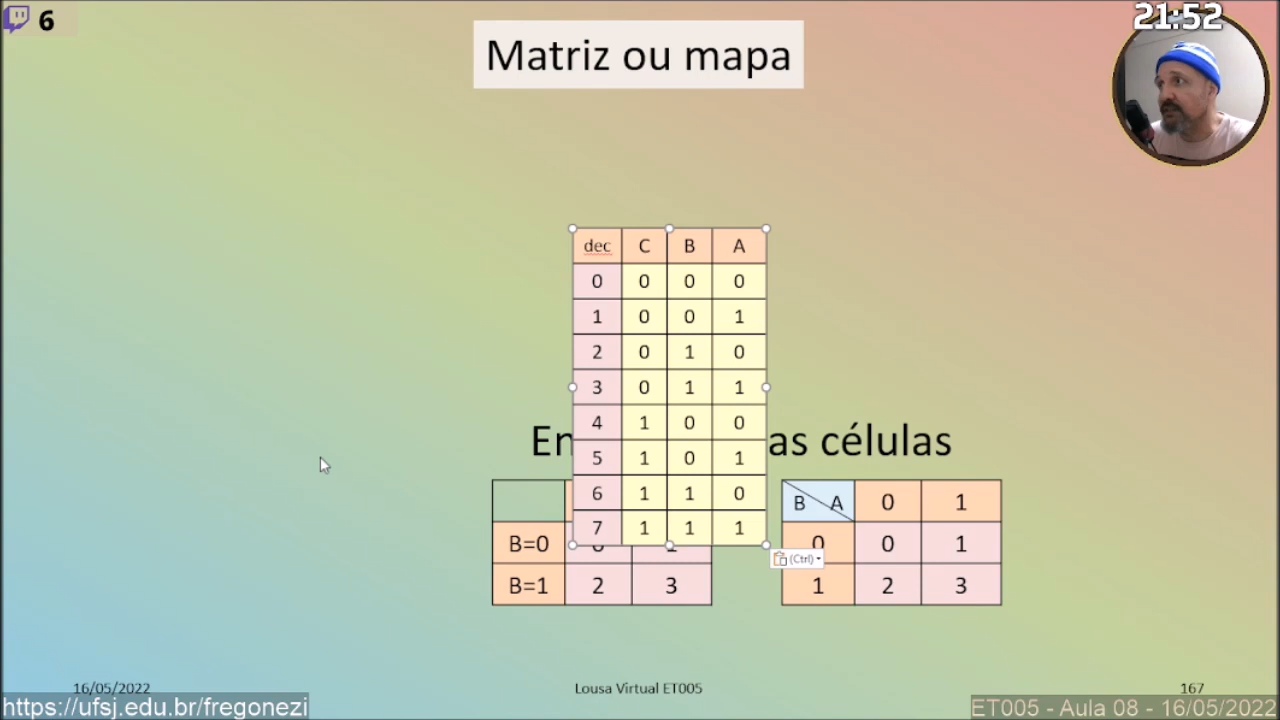 6
21:52
Matriz ou mapa
dec C B A
0 0 0 0
1 0 0 1
2 0 1 0
3 0 1 1
4 1 0 0
5 1 0 1
6 1 1 0
7 1 1 1
En as células
B=0
B=1 2 3
(Ctrl)
B A 0 1
0 0 1
1 2 3
16/05/2022
Lousa Virtual ET005
167
https://ufsj.edu.br/fregonezi
ET005 - Aula 08 - 16/05/2022